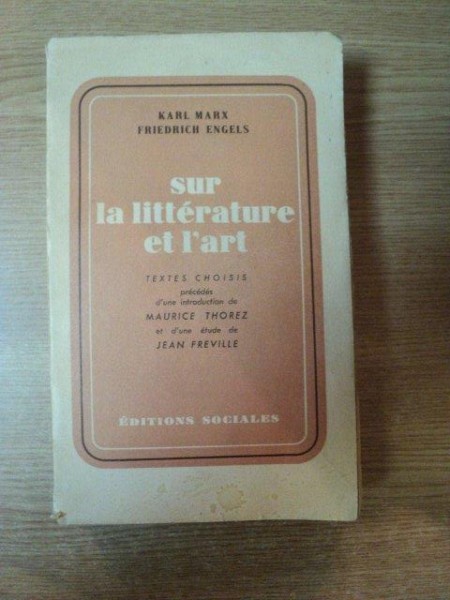 KARL MARX
FRIEDRICH ENGELS
sur
la littérature
et l'art
TEXTES CHOISIS
précédés
d'une introduction de
MAURICE THOREZ
et d'une étude de
JEAN FREVILLE
ÉDITIONS SOCIALES